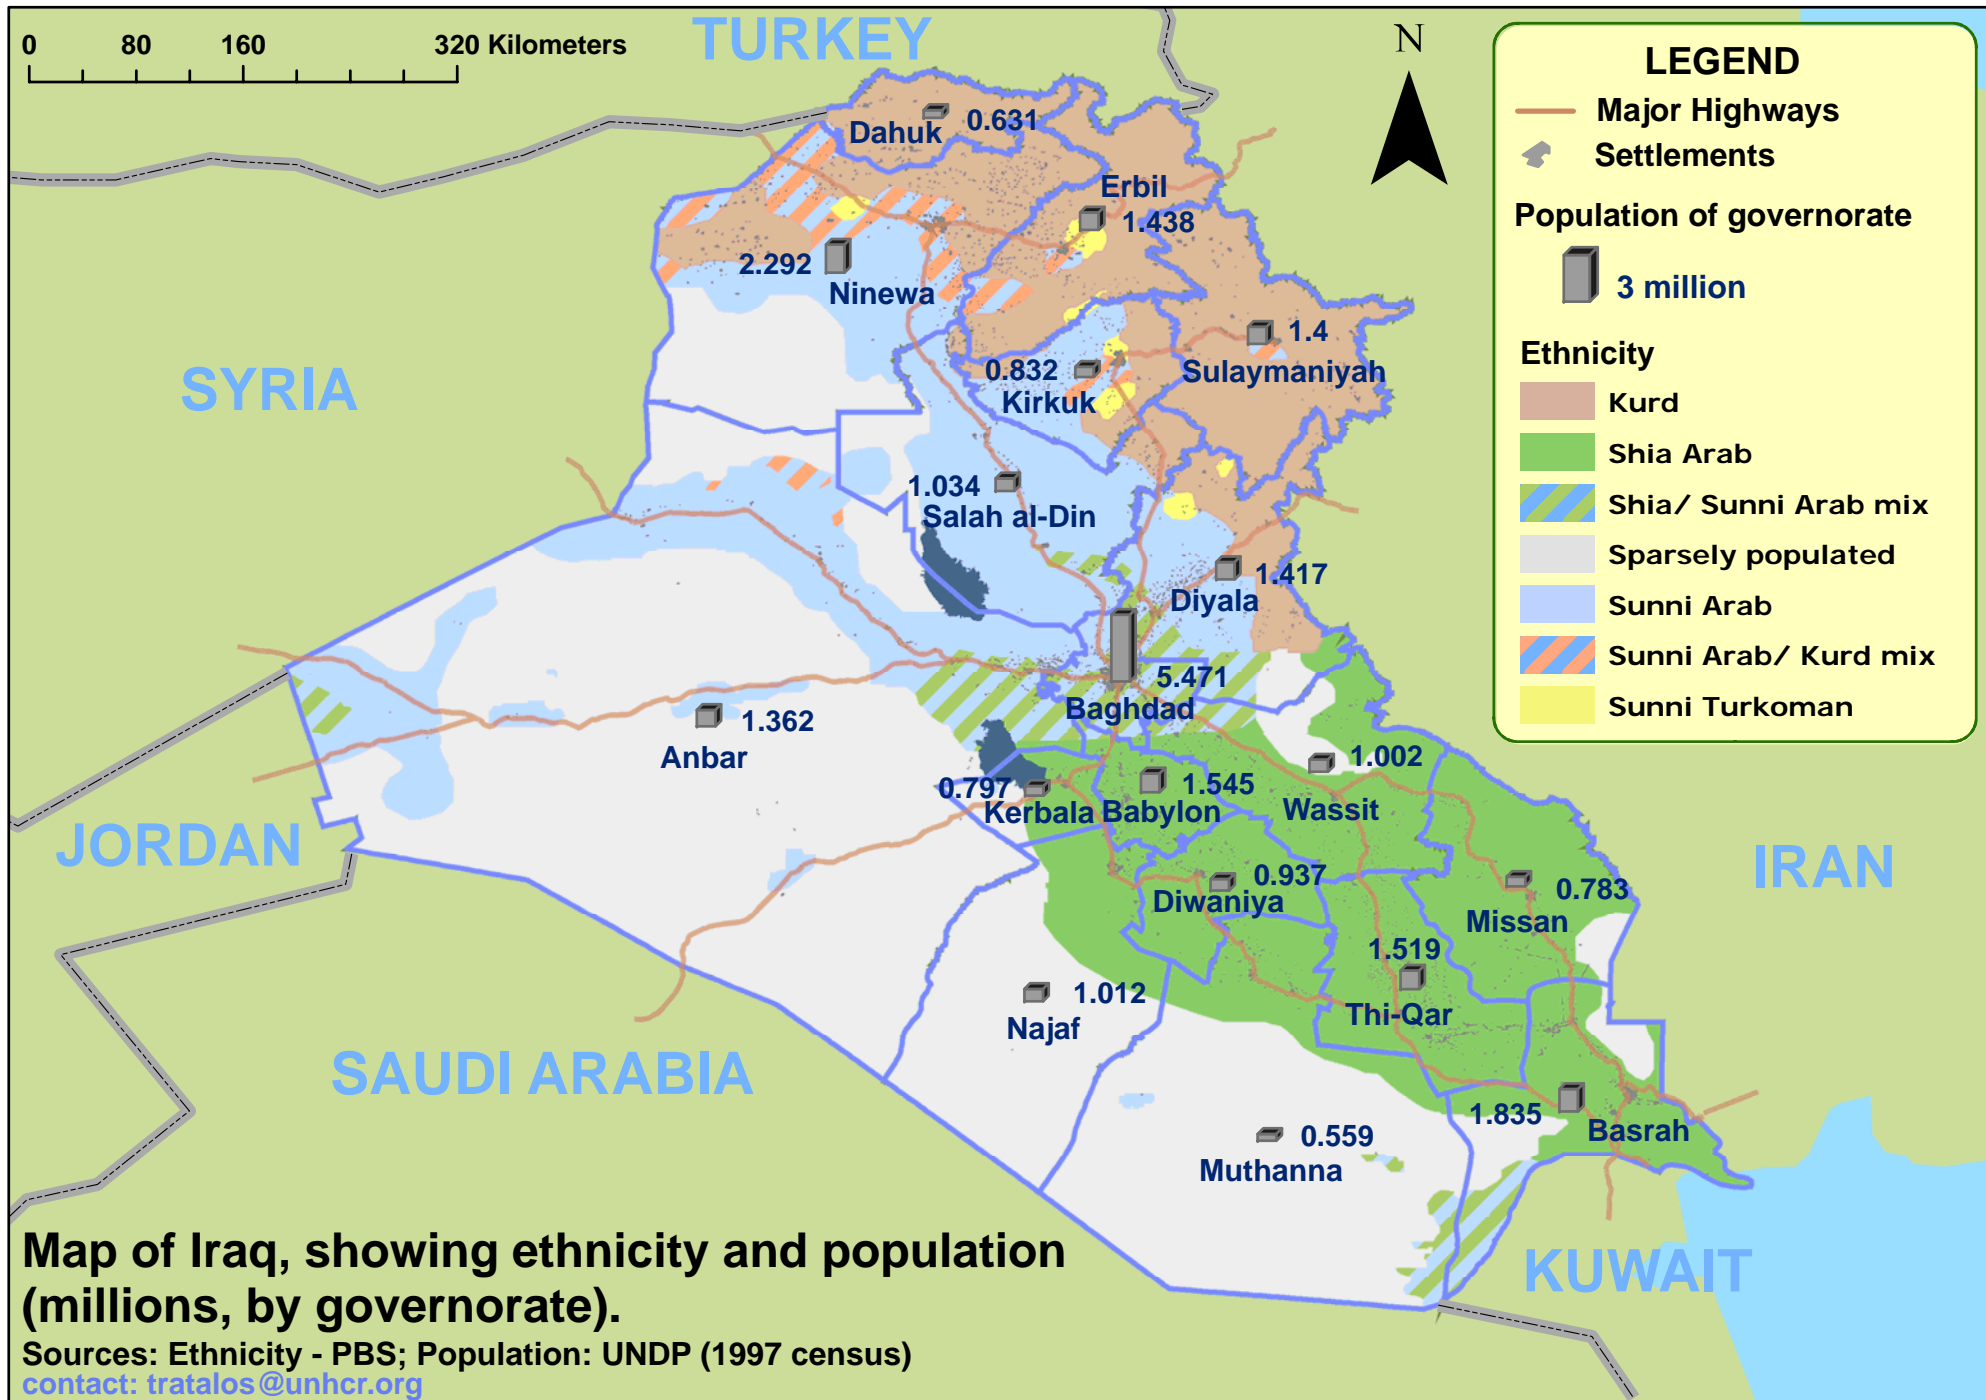 0 80 160 320 Kilometers
TURKEY
N
LEGEND
Major Highways
Settlements
Population of governorate
3 million
Ethnicity
Kurd
Shia Arab
Shia/ Sunni Arab mix
Sparsely populated
Sunni Arab
Sunni Arab/ Kurd mix
Sunni Turkoman
Dahuk 0.631
Erbil
1.438
2.292
Ninewa
1.4
Sulaymaniyah
0.832
Kirkuk
SYRIA
1.034
Salah al-Din
1.417
Diyala
5.471
Baghdad
1.362
Anbar
1.002
Wassit
0.797
Kerbala
1.545
Babylon
JORDAN
IRAN
0.937
Diwaniya
0.783
Missan
1.519
Thi-Qar
1.012
Najaf
SAUDI ARABIA
1.835
Basrah
0.559
Muthanna
KUWAIT
Map of Iraq, showing ethnicity and population
(millions, by governorate).
Sources: Ethnicity - PBS; Population: UNDP (1997 census)
contact: tratalos@unhcr.org